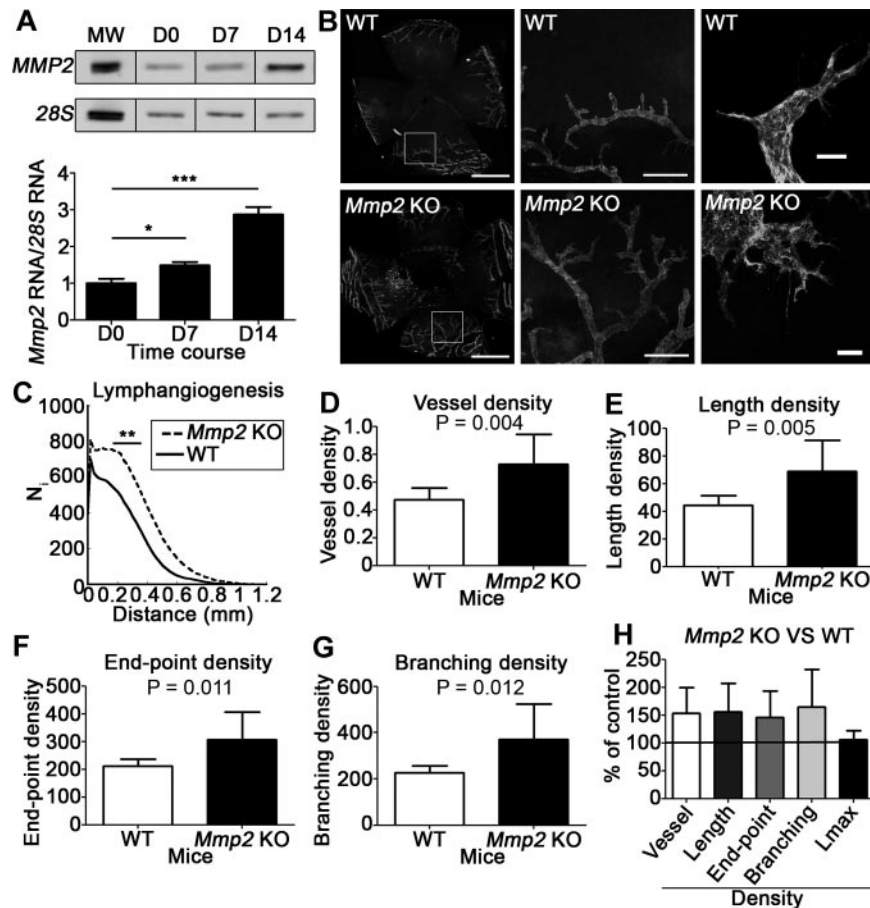 A
MW D0 D7 D14
MMP2
28S
Mmp2 RNA/28S RNA
4
3
2
1
0
***
*
D0 D7 D14
Time course
B
WT
WT
WT
Mmp2 KO
Mmp2 KO
Mmp2 KO
C
Lymphangiogenesis
Ni
1000
800
600
400
200
0
**
Mmp2 KO
WT
0 0.2 0.4 0.6 0.8 1 1.2
Distance (mm)
D
Vessel density
P = 0.004
Vessel density
1.0
0.8
0.6
0.4
0.2
0
WT Mmp2 KO
Mice
E
Length density
P = 0.005
Length density
100
80
60
40
20
0
WT Mmp2 KO
Mice
F
End-point density
P = 0.011
End-point density
500
400
300
200
100
0
WT Mmp2 KO
Mice
G
Branching density
P = 0.012
Branching density
600
400
200
0
WT Mmp2 KO
Mice
H
Mmp2 KO VS WT
% of control
250
200
150
100
50
0
Vessel
Length
End-point
Branching
Lmax
Density